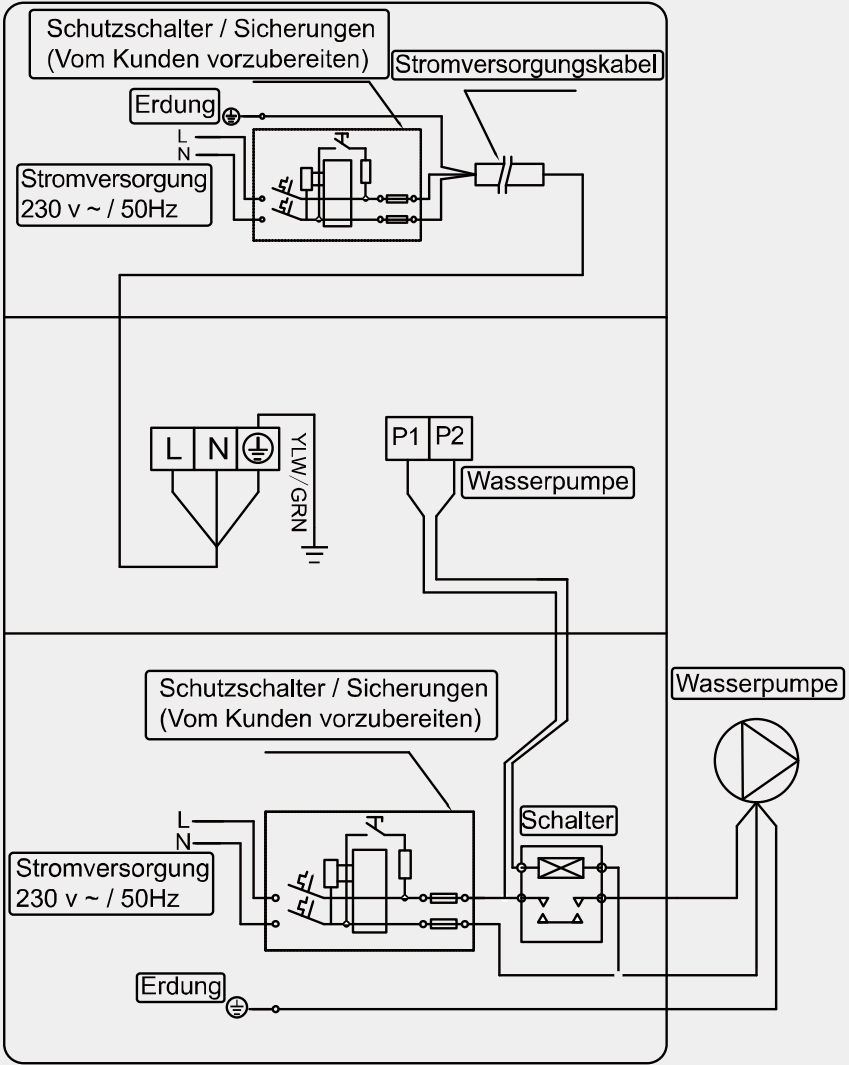 Schutzschalter / Sicherungen
(Vom Kunden vorzubereiten)
Stromversorgungskabel
Erdung
L
N
Stromversorgung
230 v ~ / 50Hz
L N
YLW/GRN
P1 P2
Wasserpumpe
Schutzschalter / Sicherungen
(Vom Kunden vorzubereiten)
Wasserpumpe
L
N
Schalter
Stromversorgung
230 v ~ / 50Hz
Erdung